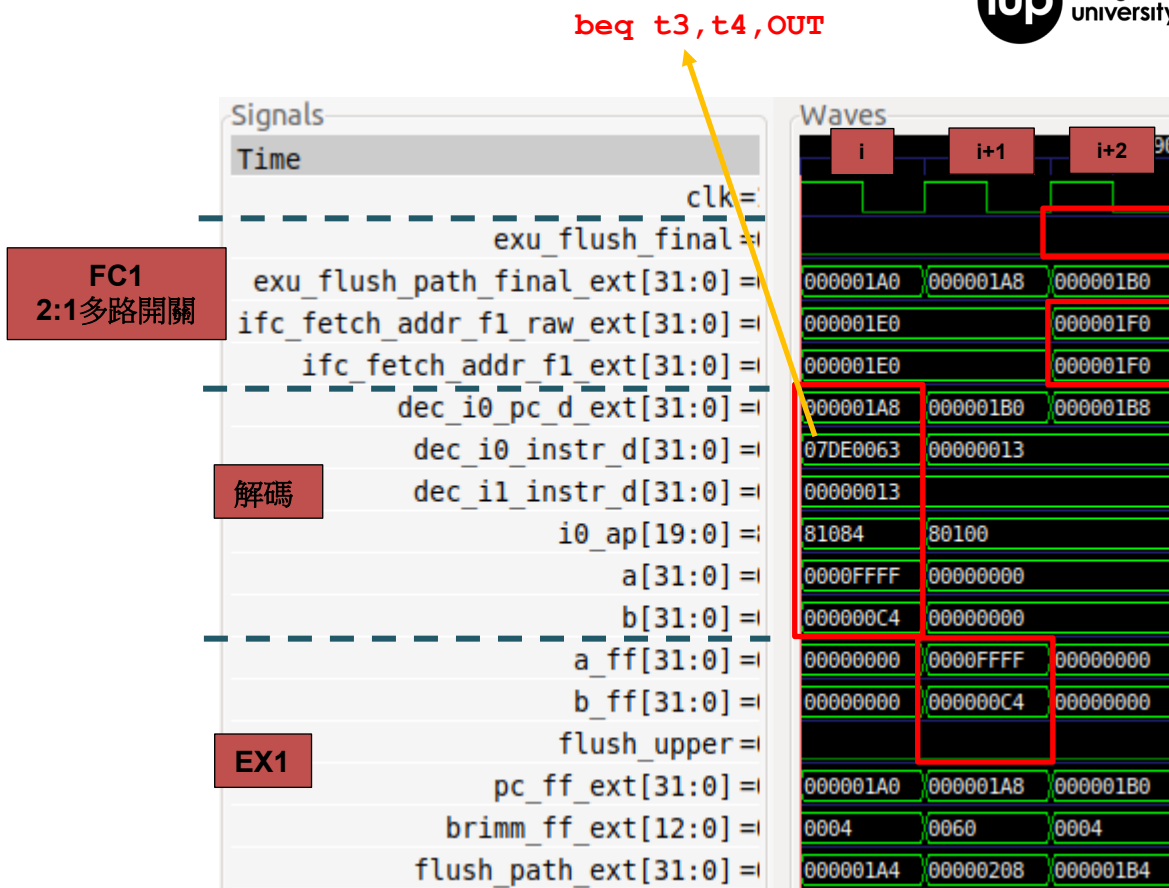 iup
university
beq t3,t4,OUT
Signals
Waves
Time
i
i+1
i+2
clk=
exu_flush_final=
FC1
2:1多路開關
exu_flush_path_final_ext[31:0]=
000001A0
000001A8
000001B0
ifc_fetch_addr_f1_raw_ext[31:0]=
000001E0
000001F0
ifc_fetch_addr_f1_ext[31:0]=
000001E0
000001F0
dec_i0_pc_d_ext[31:0]=
000001A8
000001B0
000001B8
dec_i0_instr_d[31:0]=
07DE0063
00000013
解碼
dec_i1_instr_d[31:0]=
00000013
i0_ap[19:0]=
81084
80100
a[31:0]=
0000FFFF
00000000
b[31:0]=
000000C4
00000000
a_ff[31:0]=
00000000
0000FFFF
00000000
b_ff[31:0]=
00000000
000000C4
00000000
EX1
flush_upper=
pc_ff_ext[31:0]=
000001A0
000001A8
000001B0
brimm_ff_ext[12:0]=
0004
0060
0004
flush_path_ext[31:0]=
000001A4
00000208
000001B4